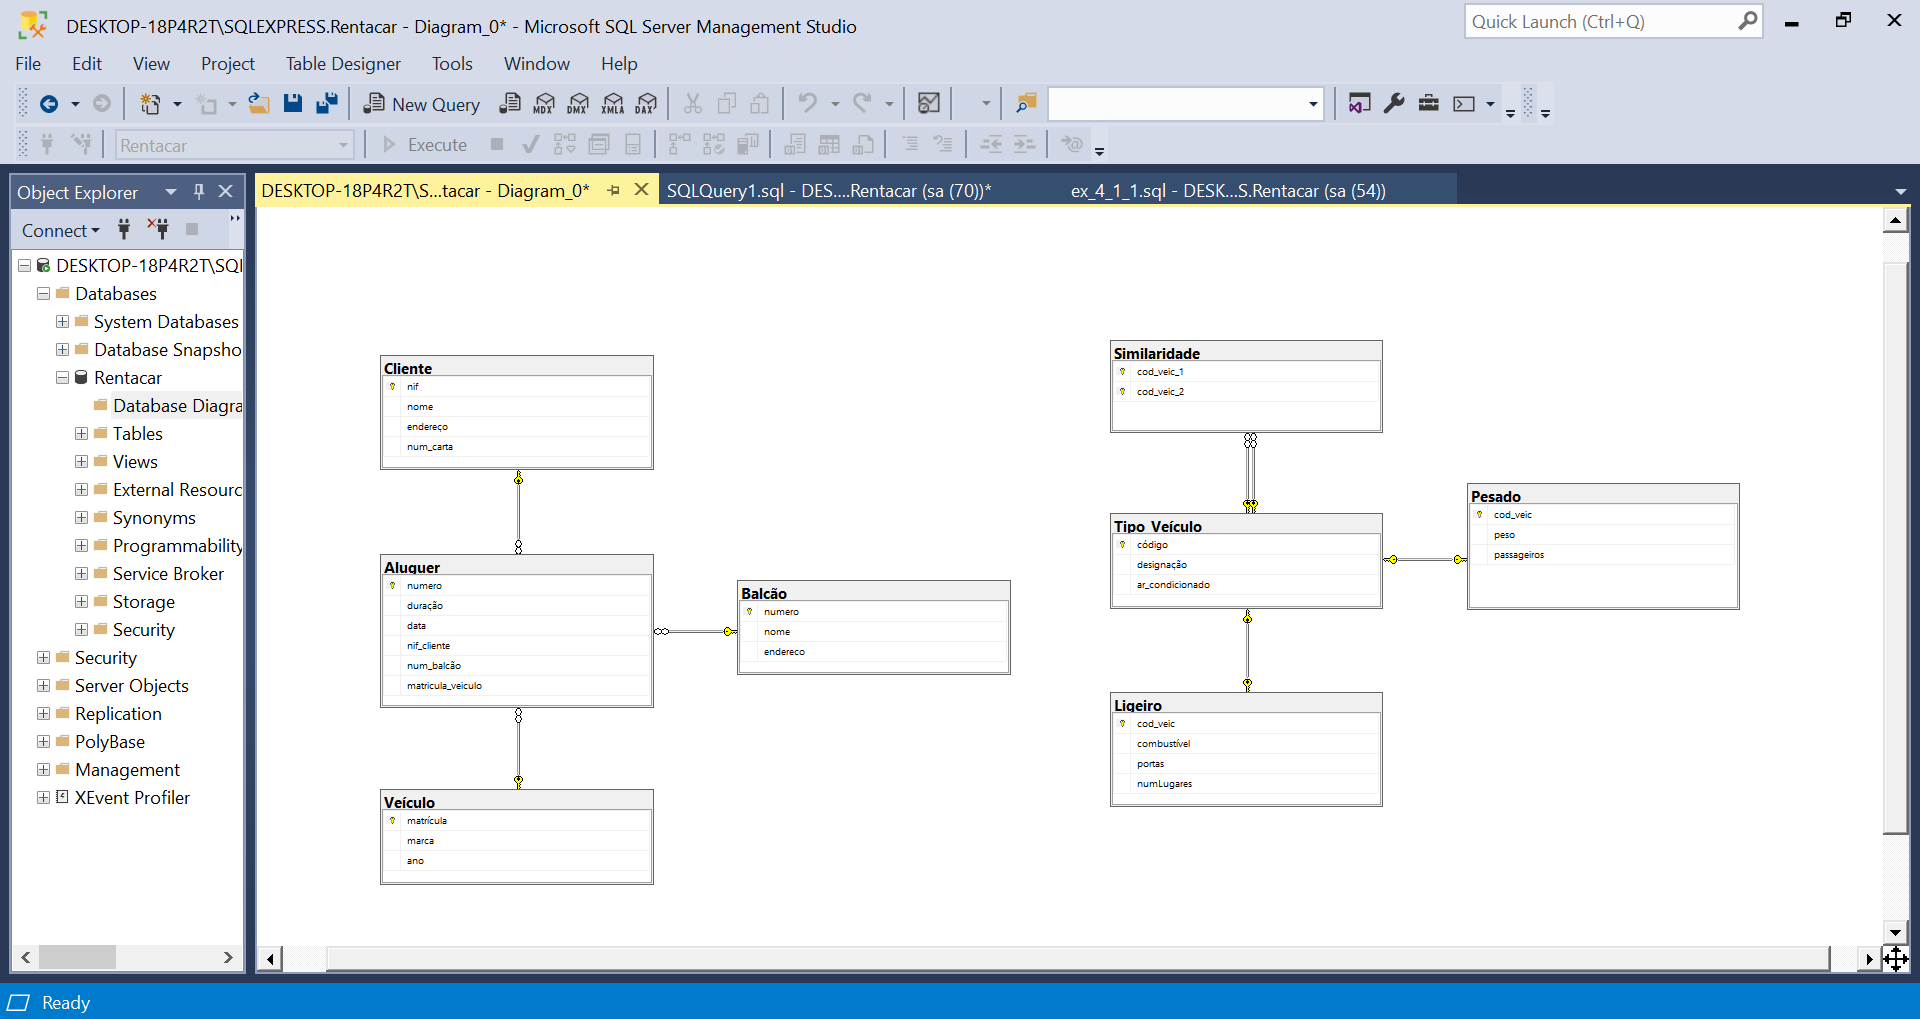 DESKTOP-18P4R2T\SQLEXPRESS.Rentacar - Diagram_0* - Microsoft SQL Server Management Studio
Quick Launch (Ctrl+Q)
File Edit View Project Table Designer Tools Window Help
New Query MDX DMX XMLA DAX
Rentacar Execute
Object Explorer
DESKTOP-18P4R2T\S...tacar - Diagram_0* SQLQuery1.sql - DES....Rentacar (sa (70))* ex_4_1_1.sql - DESK...S.Rentacar (sa (54))
Connect
DESKTOP-18P4R2T\SQI
Databases
System Databases
Database Snapsho
Rentacar
Database Diagra
Tables
Views
External Resourc
Synonyms
Programmability
Service Broker
Storage
Security
Security
Server Objects
Replication
PolyBase
Management
XEvent Profiler
Cliente
nif
nome
endereço
num_carta
Aluguer
numero
duração
data
nif_cliente
num_balcão
matricula_veiculo
Balcão
numero
nome
endereco
Veículo
matrícula
marca
ano
Similaridade
cod_veic_1
cod_veic_2
Tipo_Veículo
código
designação
ar_condicionado
Pesado
cod_veic
peso
passageiros
Ligeiro
cod_veic
combustível
portas
numLugares
Ready